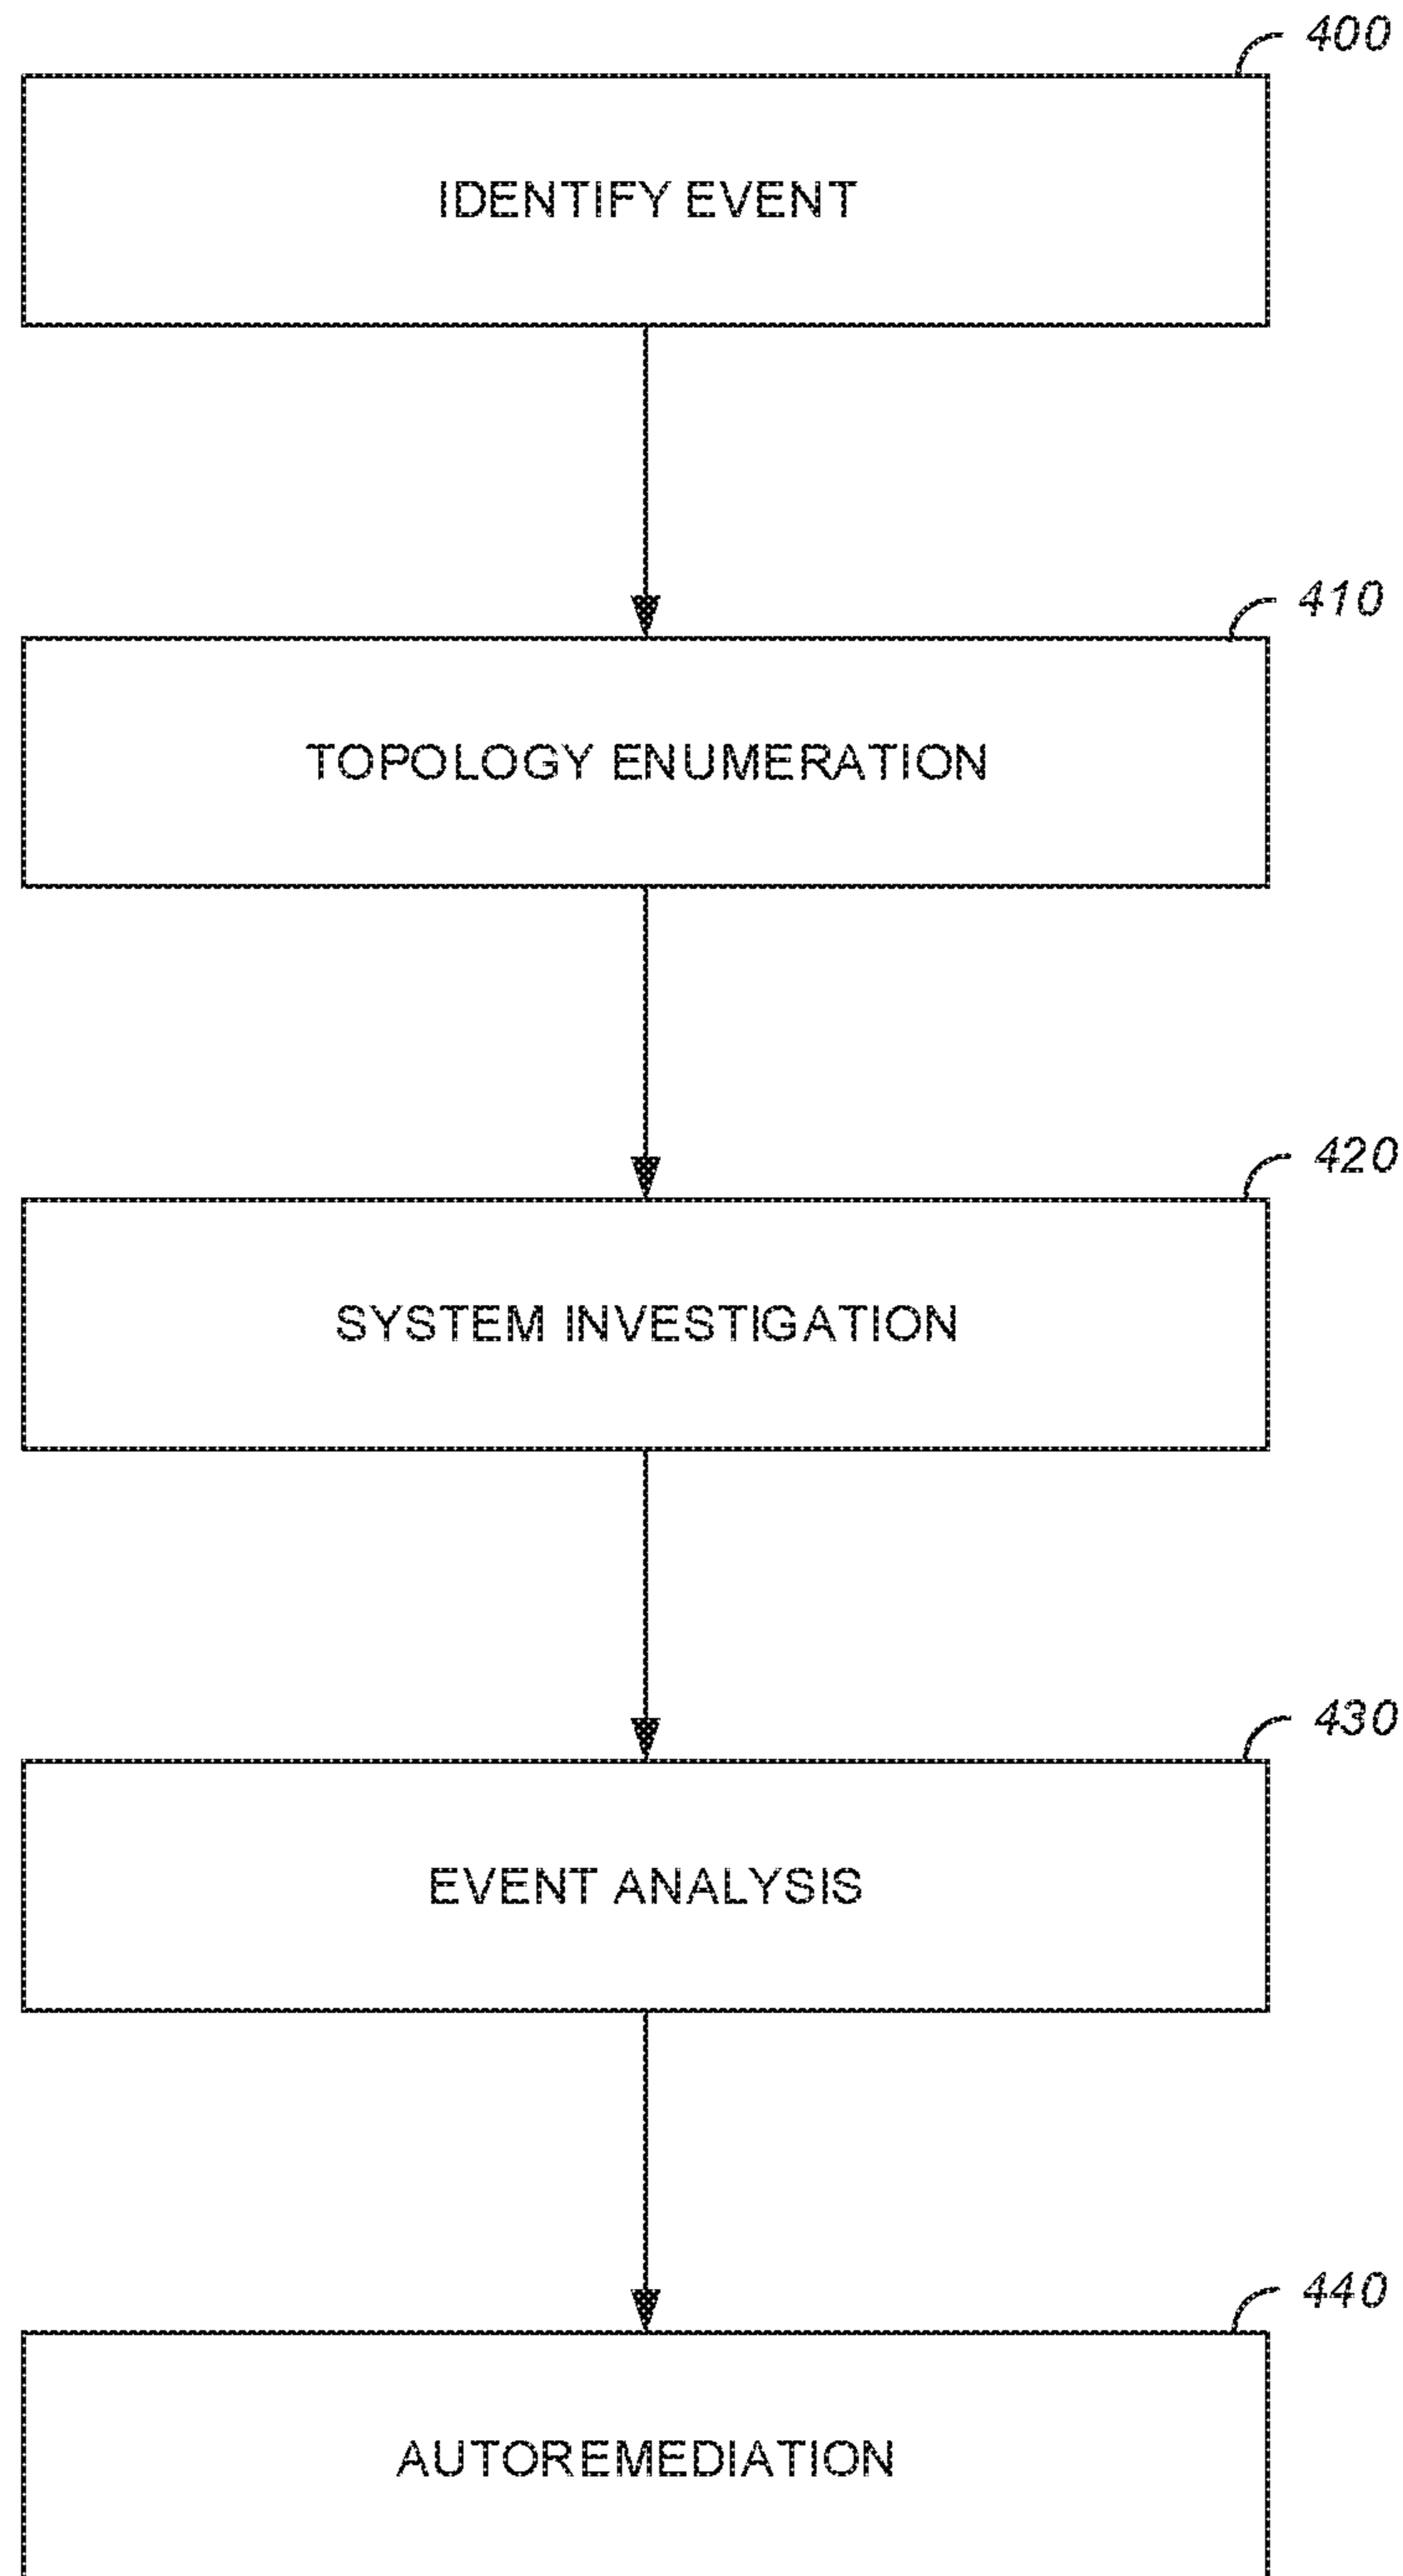 400
IDENTIFY EVENT
410
TOPOLOGY ENUMERATION
420
SYSTEM INVESTIGATION
430
EVENT ANALYSIS
440
AUTOREMEDIATION